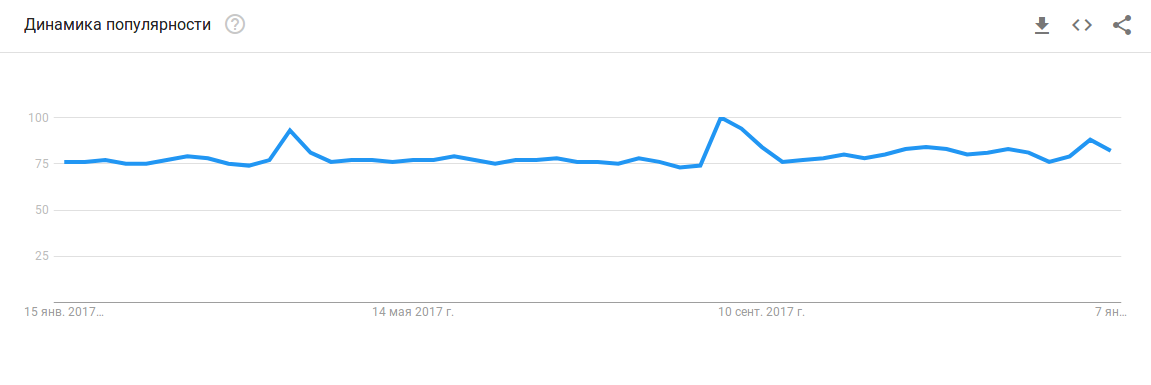 Динамика популярности ?
100
75
50
25
15 янв. 2017…
14 мая 2017 г.
10 сент. 2017 г.
7 ян…